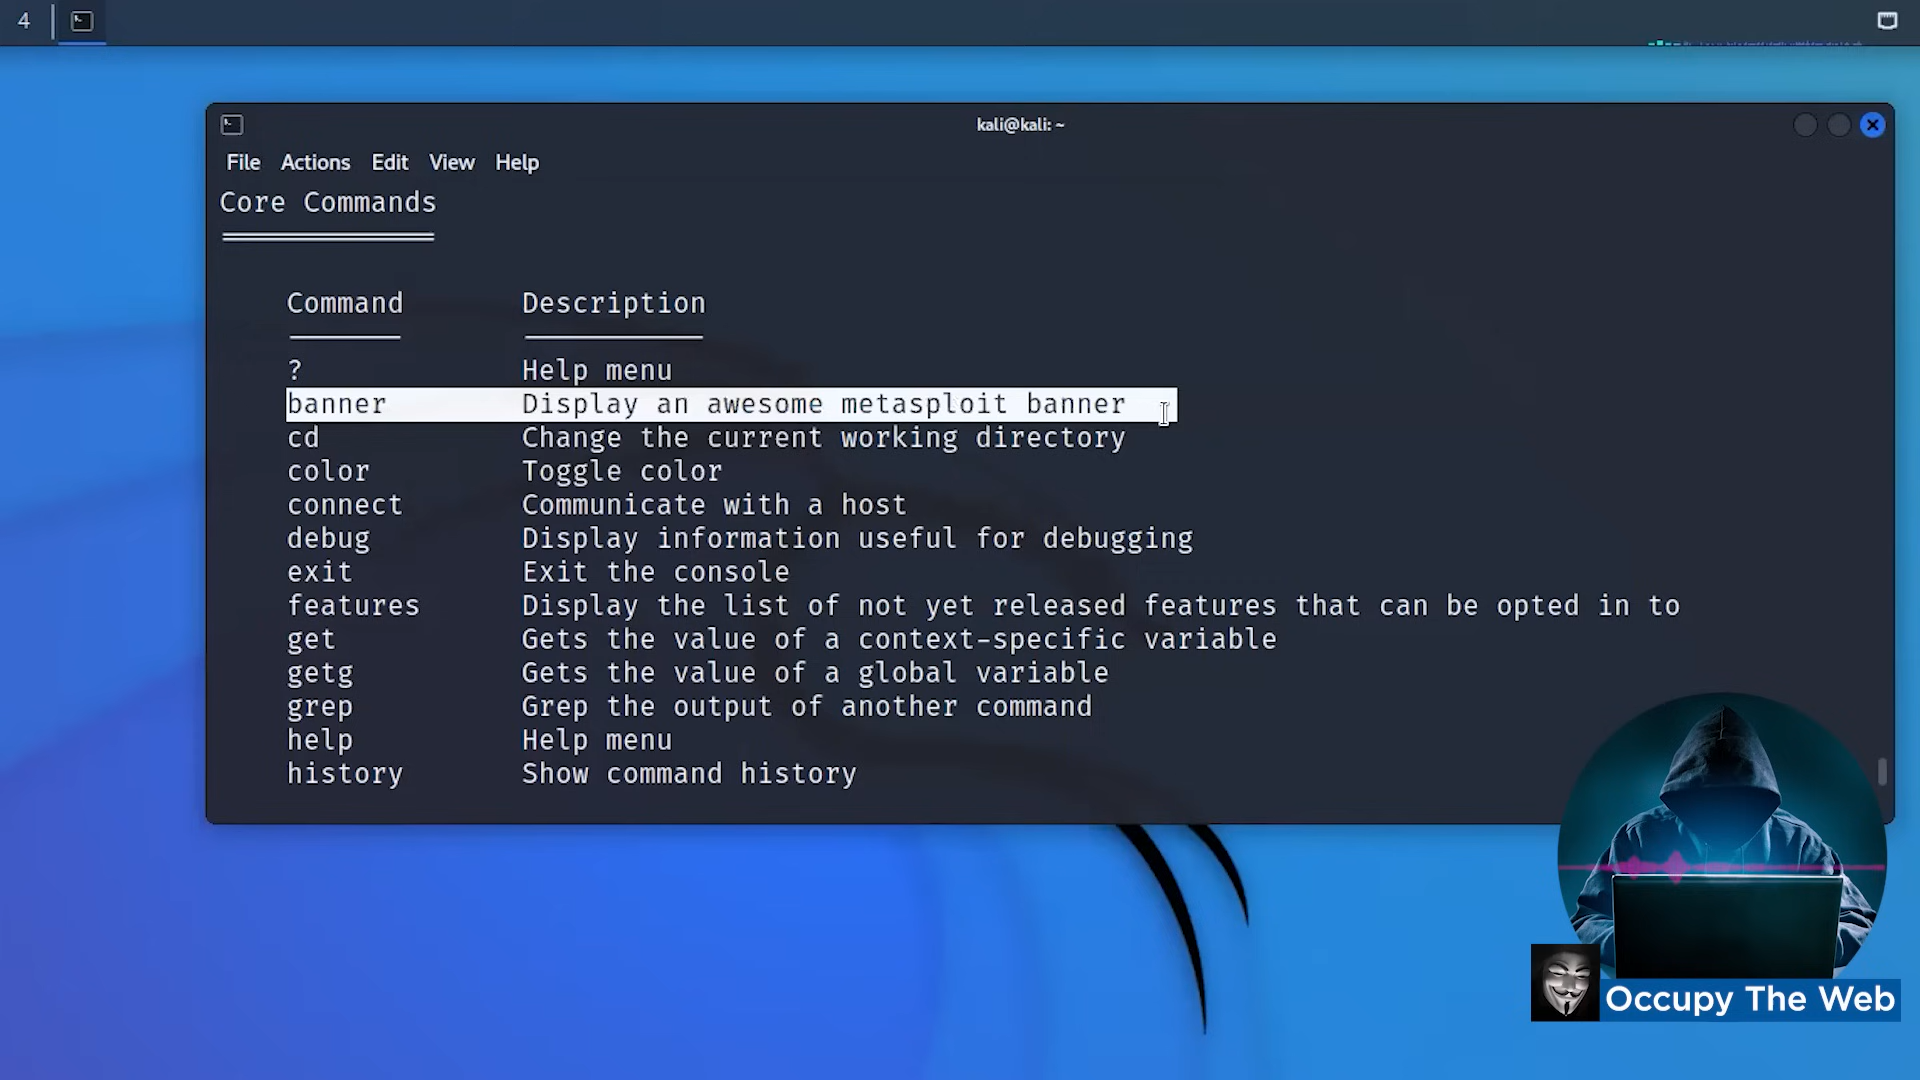 4
kali@kali: ~
File Actions Edit View Help
Core Commands
Command Description
? Help menu
banner Display an awesome metasploit banner
cd Change the current working directory
color Toggle color
connect Communicate with a host
debug Display information useful for debugging
exit Exit the console
features Display the list of not yet released features that can be opted in to
get Gets the value of a context-specific variable
getg Gets the value of a global variable
grep Grep the output of another command
help Help menu
history Show command history
Occupy The Web